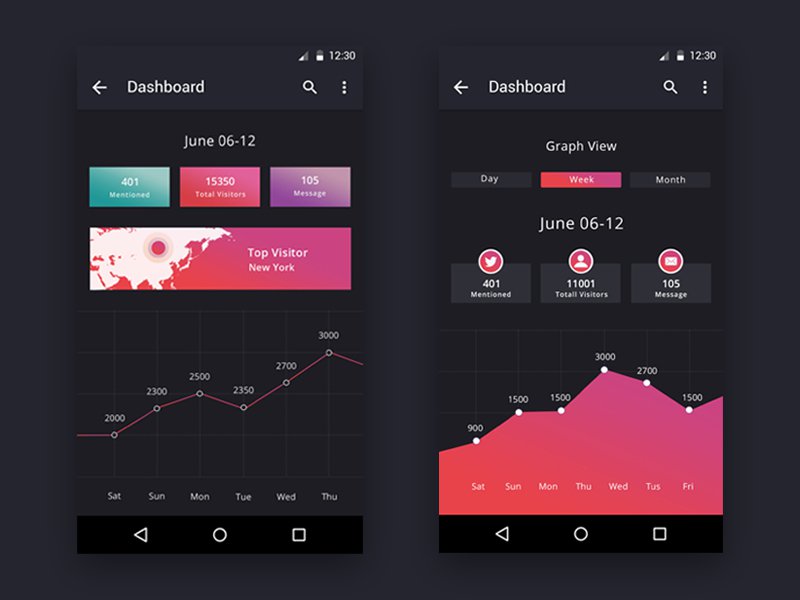 12:30
Dashboard
June 06-12
401 15350 105
Mentioned Total Visitors Message
Top Visitor
New York
3000
2700
2500
2300 2350
2000
Sat Sun Mon Tue Wed Thu
12:30
Dashboard
Graph View
Day Week Month
June 06-12
401 11001 105
Mentioned Totall Visitors Message
3000
2700
1500 1500 1500
900
Sat Sun Mon Thu Wed Tus Fri